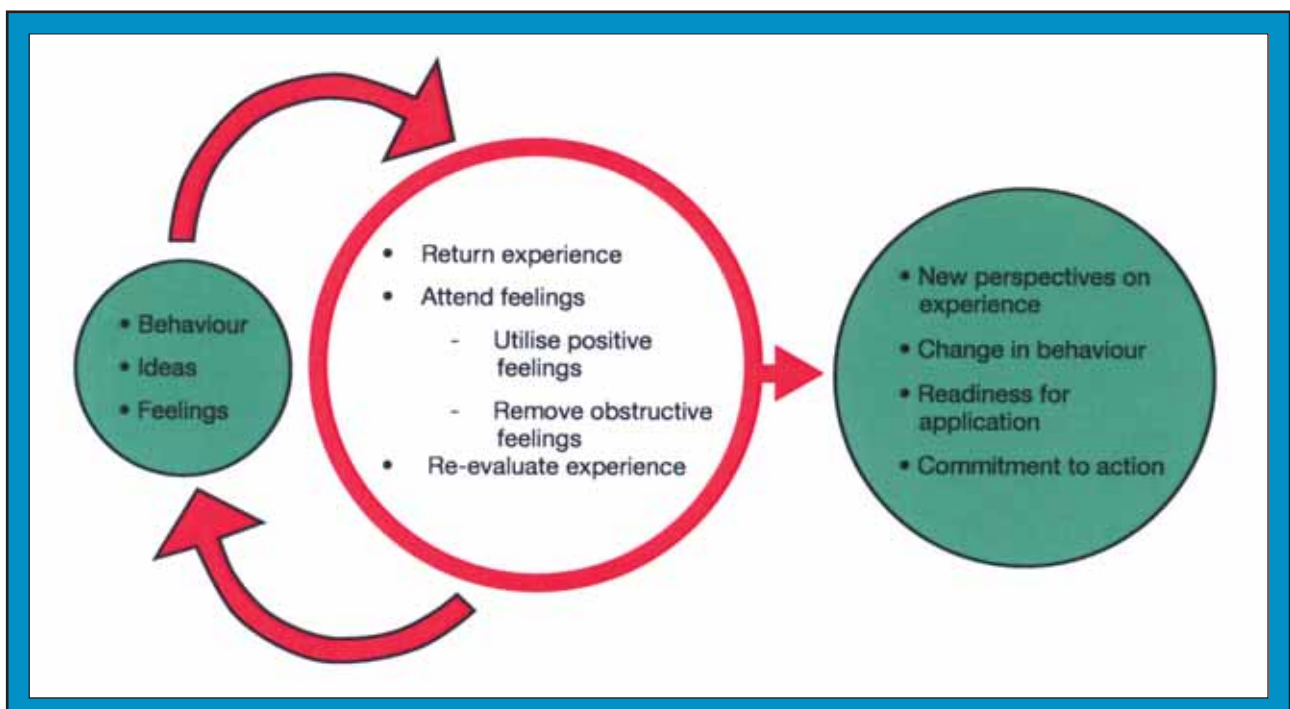 • Behaviour
• Ideas
• Feelings
• Return experience
• Attend feelings
- Utilise positive
feelings
- Remove obstructive
feelings
• Re-evaluate experience
• New perspectives on
experience
• Change in behaviour
• Readiness for
application
• Commitment to action